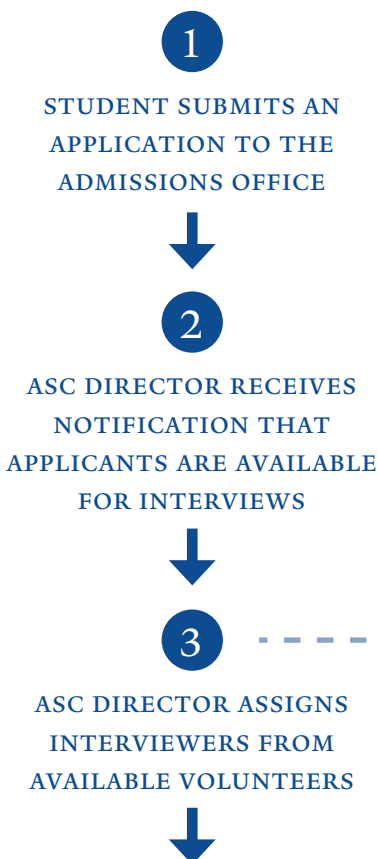 1
STUDENT SUBMITS AN
APPLICATION TO THE
ADMISSIONS OFFICE
2
ASC DIRECTOR RECEIVES
NOTIFICATION THAT
APPLICANTS ARE AVAILABLE
FOR INTERVIEWS
3
ASC DIRECTOR ASSIGNS
INTERVIEWERS FROM
AVAILABLE VOLUNTEERS